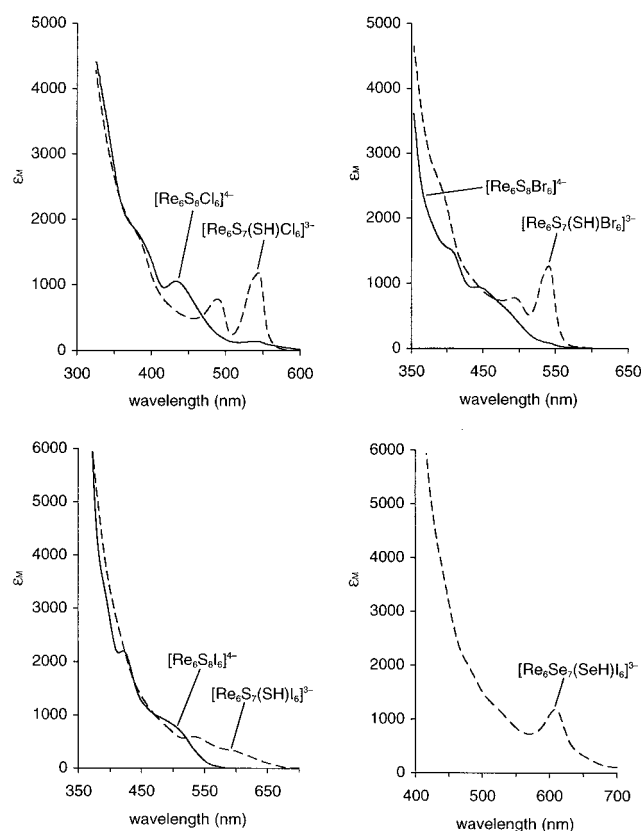 5000
4000
3000
2000
1000
0
εM
[Re₆S₈Cl₆]⁴⁻
[Re₆S₇(SH)Cl₆]³⁻
300 400 500 600
wavelength (nm)
5000
4000
3000
2000
1000
0
εM
[Re₆S₈Br₆]⁴⁻
[Re₆S₇(SH)Br₆]³⁻
350 450 550 650
wavelength (nm)
6000
5000
4000
3000
2000
1000
0
εM
[Re₆S₈I₆]⁴⁻
[Re₆S₇(SH)I₆]³⁻
350 450 550 650
wavelength (nm)
6000
5000
4000
3000
2000
1000
0
εM
[Re₆Se₇(SeH)I₆]³⁻
400 500 600 700
wavelength (nm)